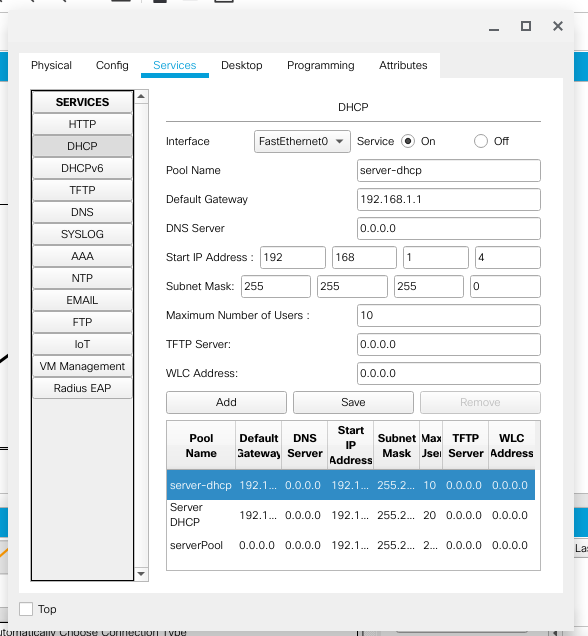 Physical Config Services Desktop Programming Attributes
SERVICES
HTTP
DHCP
DHCPv6
TFTP
DNS
SYSLOG
AAA
NTP
EMAIL
FTP
IoT
VM Management
Radius EAP
DHCP
Interface FastEthernet0 Service On Off
Pool Name server-dhcp
Default Gateway 192.168.1.1
DNS Server 0.0.0.0
Start IP Address : 192 168 1 4
Subnet Mask: 255 255 255 0
Maximum Number of Users : 10
TFTP Server: 0.0.0.0
WLC Address: 0.0.0.0
Add Save Remove
Pool Name Default Gateway DNS Server Start IP Address Subnet Mask Max User TFTP Server WLC Address
server-dhcp 192.1... 0.0.0.0 192.1... 255.2... 10 0.0.0.0 0.0.0.0
Server DHCP 192.1... 0.0.0.0 192.1... 255.2... 20 0.0.0.0 0.0.0.0
serverPool 0.0.0.0 0.0.0.0 192.1... 255.2... 2... 0.0.0.0 0.0.0.0
Top
Las
utomatically Choose Connection Type